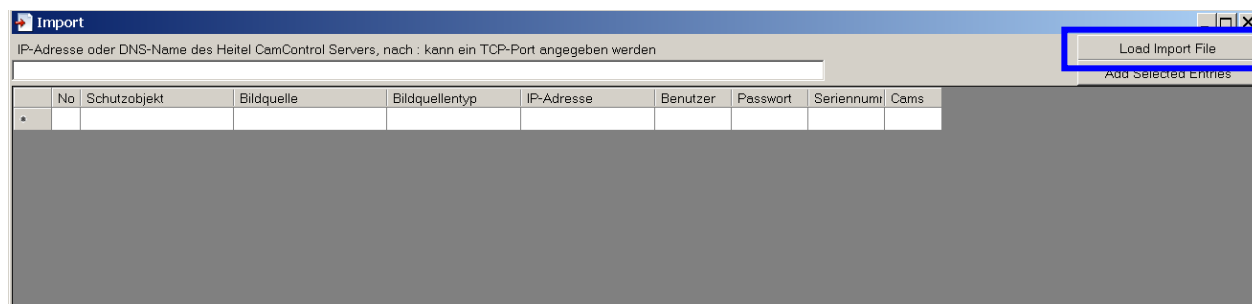 Import
IP-Adresse oder DNS-Name des Heitel CamControl Servers, nach : kann ein TCP-Port angegeben werden
Load Import File
Add Selected Entries
No Schutzobjekt Bildquelle Bildquellentyp IP-Adresse Benutzer Passwort Seriennumr Cams
*